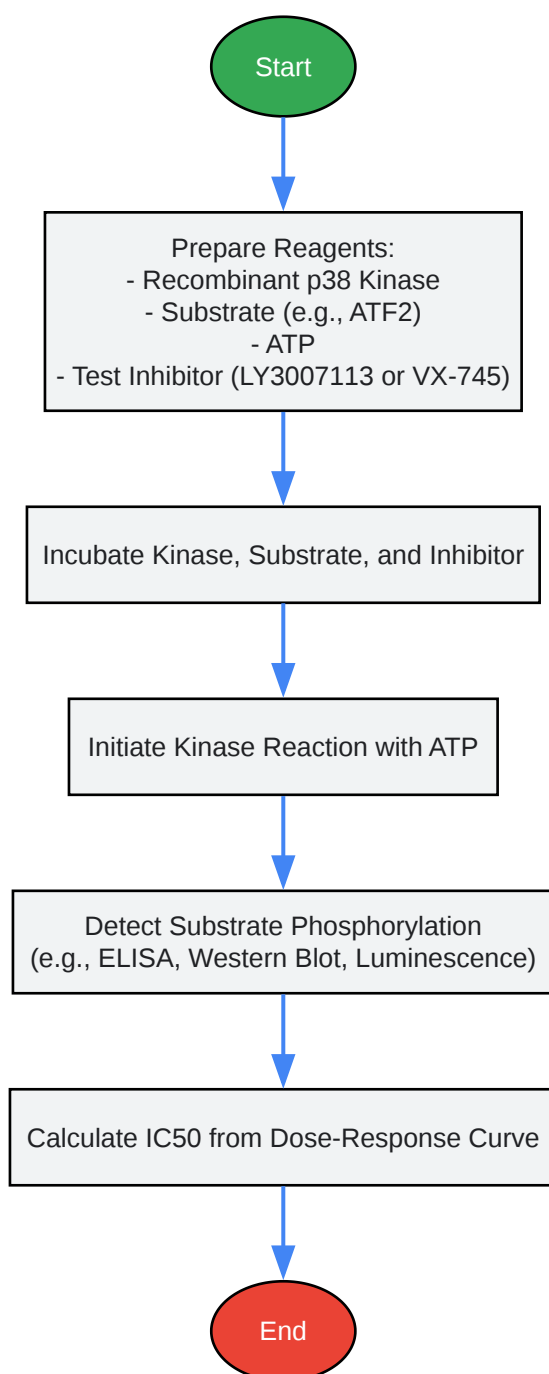 Start
Prepare Reagents:
- Recombinant p38 Kinase
- Substrate (e.g., ATF2)
- ATP
- Test Inhibitor (LY3007113 or VX-745)
Incubate Kinase, Substrate, and Inhibitor
Initiate Kinase Reaction with ATP
Detect Substrate Phosphorylation
(e.g., ELISA, Western Blot, Luminescence)
Calculate IC50 from Dose-Response Curve
End